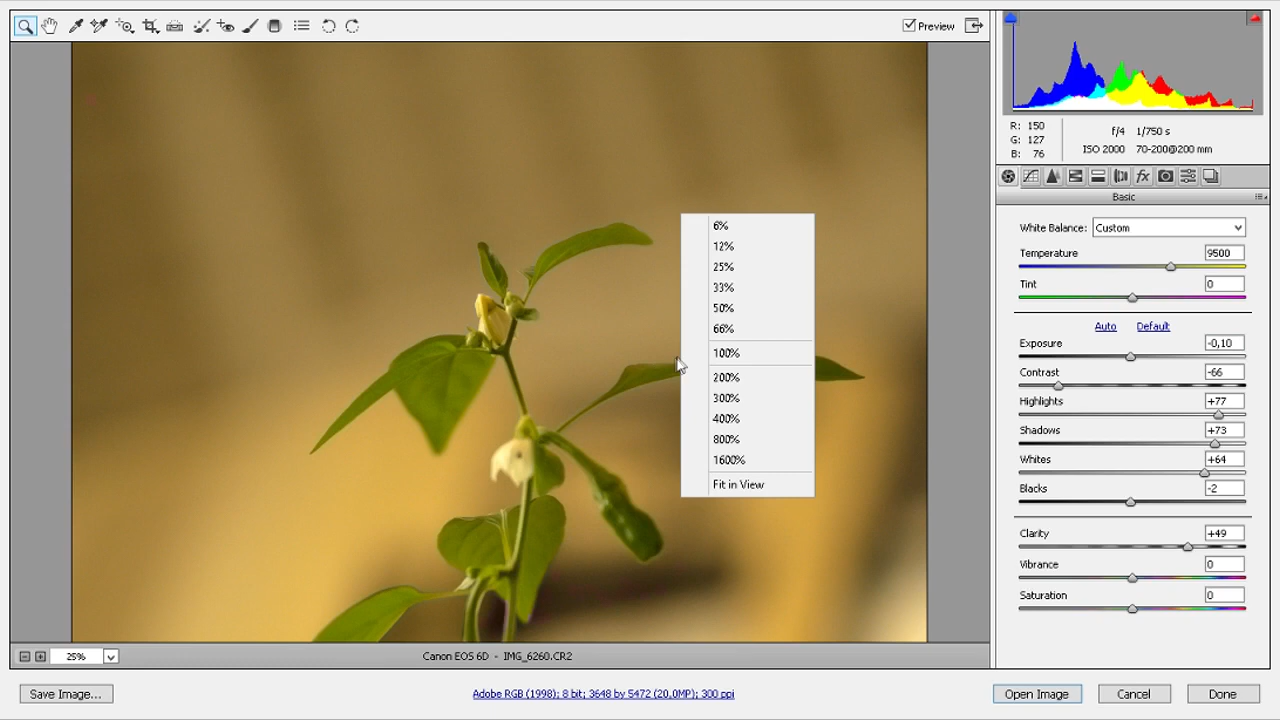 Preview
R: 150
G: 127
B: 76
f/4 1/750 s
ISO 2000 70-200@200 mm
fx
Basic
White Balance: Custom
Temperature 9500
Tint 0
Auto Default
Exposure -0,10
Contrast -66
Highlights +77
Shadows +73
Whites +64
Blacks -2
Clarity +49
Vibrance 0
Saturation 0
6%
12%
25%
33%
50%
66%
100%
200%
300%
400%
800%
1600%
Fit in View
25%
Canon EOS 6D - IMG_6260.CR2
Save Image...
Adobe RGB (1998); 8 bit; 3648 by 5472 (20.0MP); 300 ppi
Open Image
Cancel
Done